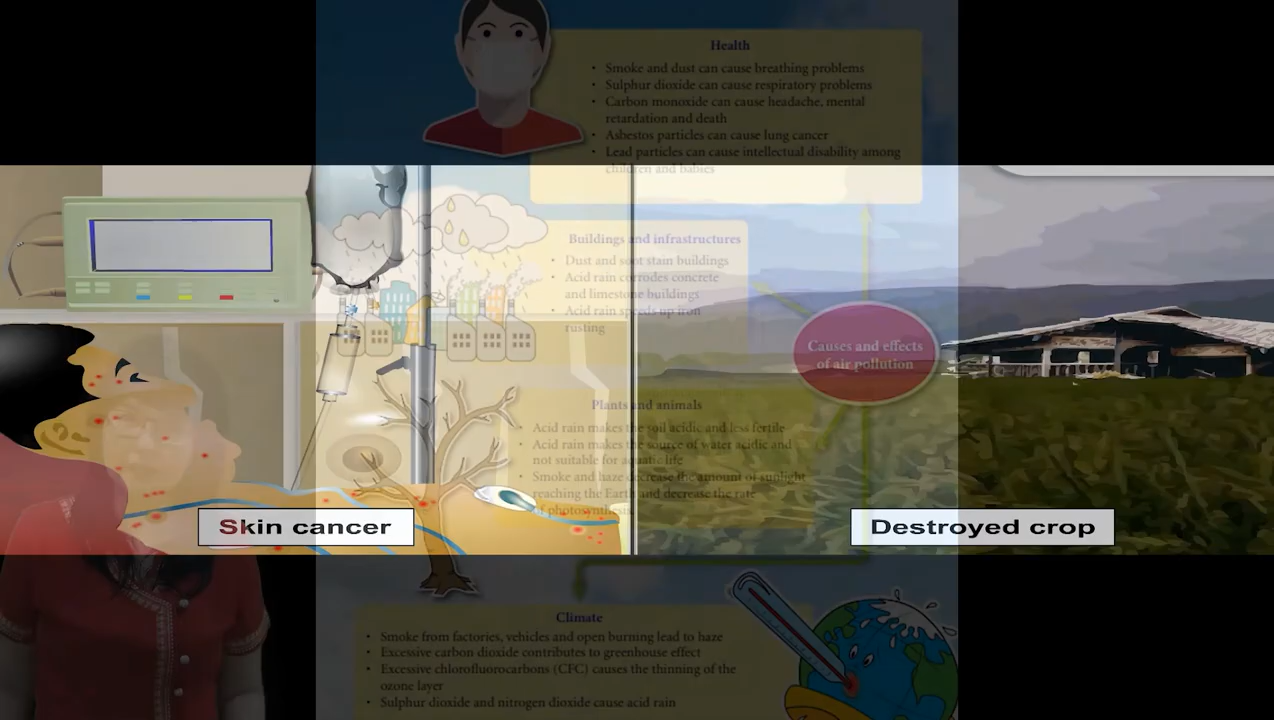 Health
• Smoke and dust can cause breathing problems
• Sulphur dioxide can cause respiratory problems
• Carbon monoxide can cause headache, mental
retardation and death
• Asbestos particles can cause lung cancer
• Lead particles can cause intellectual disability among
children and babies
Buildings and infrastructures
• Dust and soot stain buildings
• Acid rain corrodes concrete
and limestone buildings
• Acid rain speeds up iron
rusting
Causes and effects
of air pollution
Plants and animals
• Acid rain makes the soil acidic and less fertile
• Acid rain makes the source of water acidic and
not suitable for aquatic life
• Smoke and haze decrease the amount of sunlight
reaching the Earth and decrease the rate
of photosynthesis
Skin cancer
Destroyed crop
Climate
• Smoke from factories, vehicles and open burning lead to haze
• Excessive carbon dioxide contributes to greenhouse effect
• Excessive chlorofluorocarbons (CFC) causes the thinning of the
ozone layer
• Sulphur dioxide and nitrogen dioxide cause acid rain